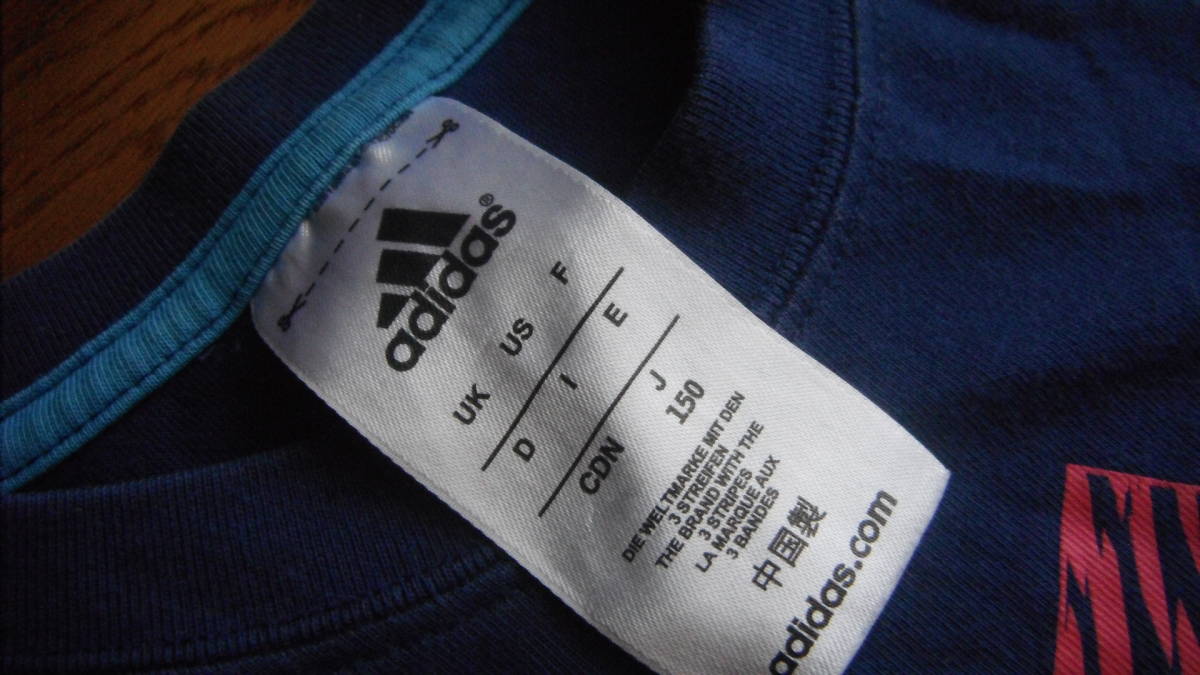 adidas®
UK US F
D I E
CDN J
150
DIE WELTMARKE MIT DEN
3 STREIFEN
THE BRAND WITH THE
3 STRIPES
LA MARQUE AUX
3 BANDES
中国製
adidas.com